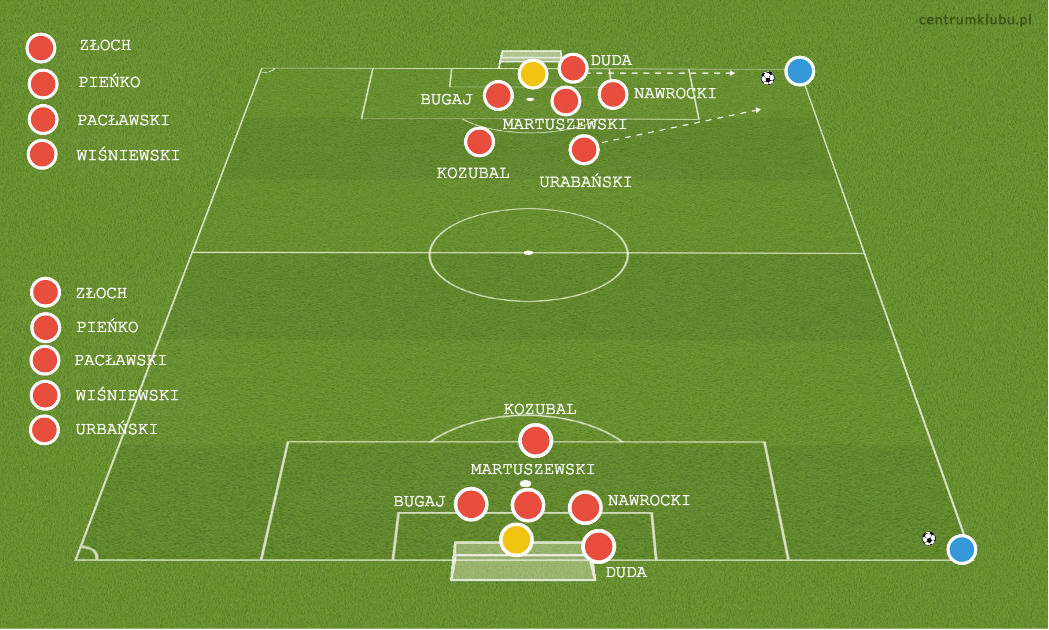 centrumklubu.pl
ZŁOCH
PIEŃKO
PACŁAWSKI
WIŚNIEWSKI
DUDA
BUGAJ
NAWROCKI
MARTUSZEWSKI
KOZUBAL
URABAŃSKI
ZŁOCH
PIEŃKO
PACŁAWSKI
WIŚNIEWSKI
URBAŃSKI
KOZUBAL
MARTUSZEWSKI
BUGAJ
NAWROCKI
DUDA